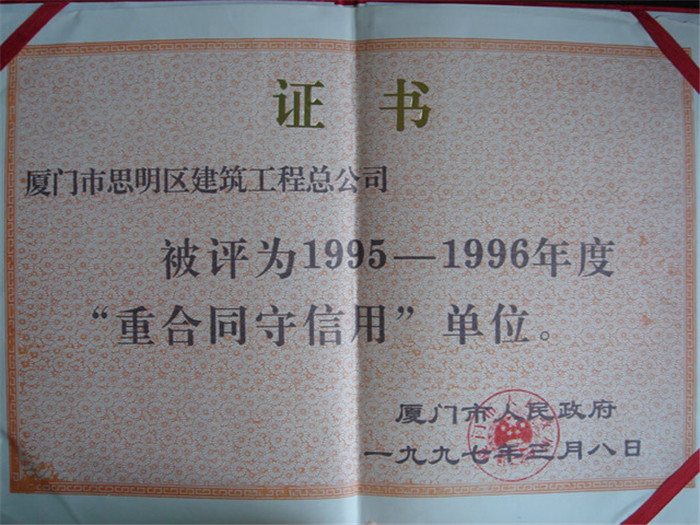 证书
厦门市思明区建筑工程总公司
被评为1995—1996年度
“重合同守信用”单位。
厦门市人民政府
一九九七年三月八日